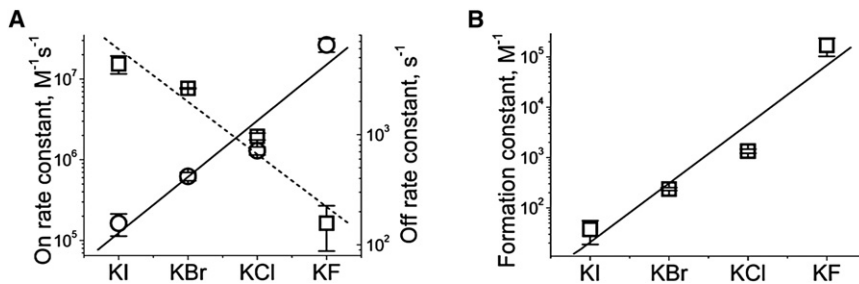 A
On rate constant, M⁻¹s⁻¹
10⁷
10⁶
10⁵
Off rate constant, s⁻¹
10³
10²
KI KBr KCl KF
B
Formation constant, M⁻¹
10⁵
10⁴
10³
10²
KI KBr KCl KF